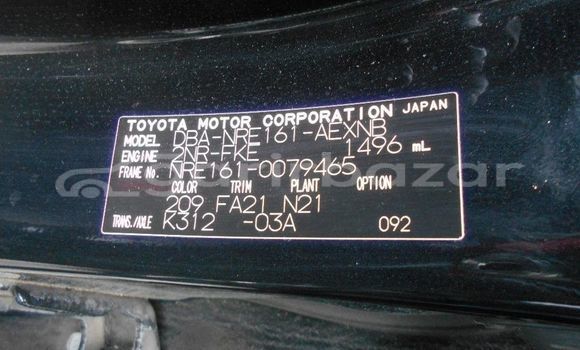 TOYOTA MOTOR CORPORATION JAPAN
MODEL DBA-NRE161-AEXNB
ENGINE 2NR-FKE 1496 mL
FRAME No. NRE161-0079465
COLOR TRIM PLANT OPTION
209 FA21 N21
TRANS./AXLE K312 -03A 092